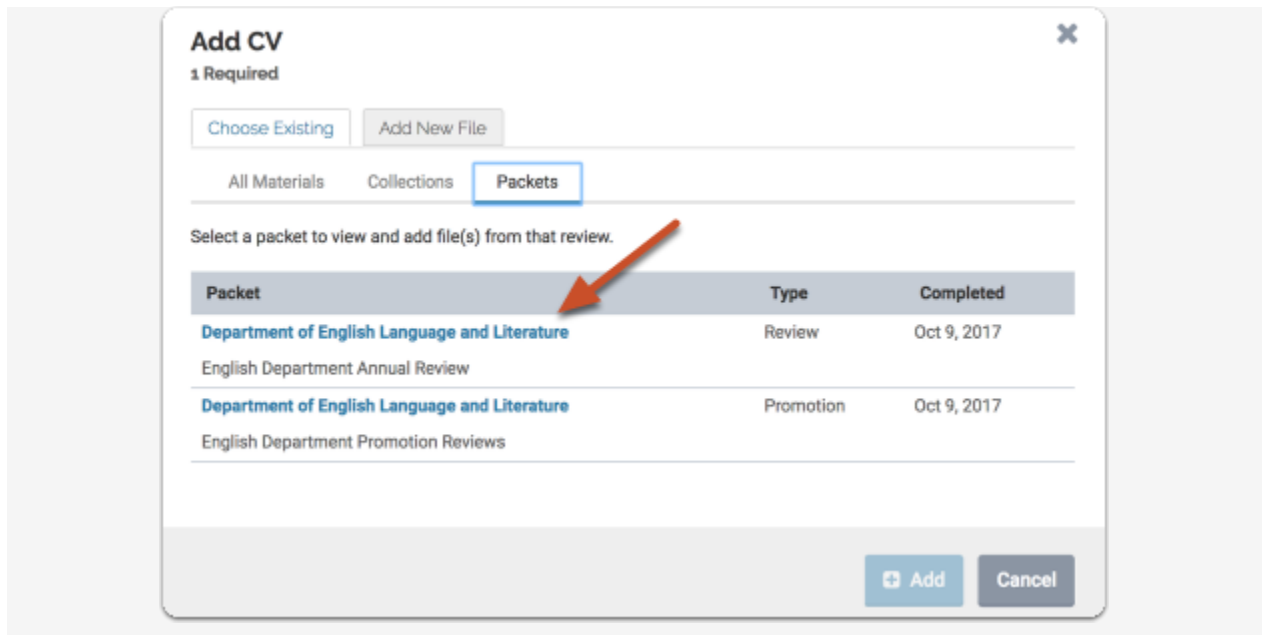 Add CV
1 Required
Choose Existing Add New File
All Materials Collections Packets
Select a packet to view and add file(s) from that review.
Packet Type Completed
Department of English Language and Literature Review Oct 9, 2017
English Department Annual Review
Department of English Language and Literature Promotion Oct 9, 2017
English Department Promotion Reviews
Add Cancel